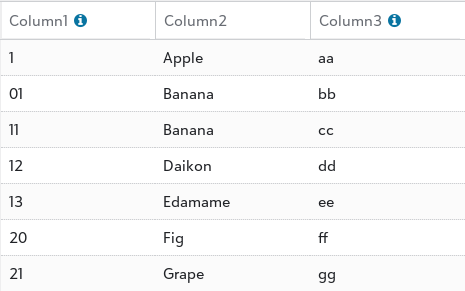 Column1 Column2 Column3
1 Apple aa
01 Banana bb
11 Banana cc
12 Daikon dd
13 Edamame ee
20 Fig ff
21 Grape gg